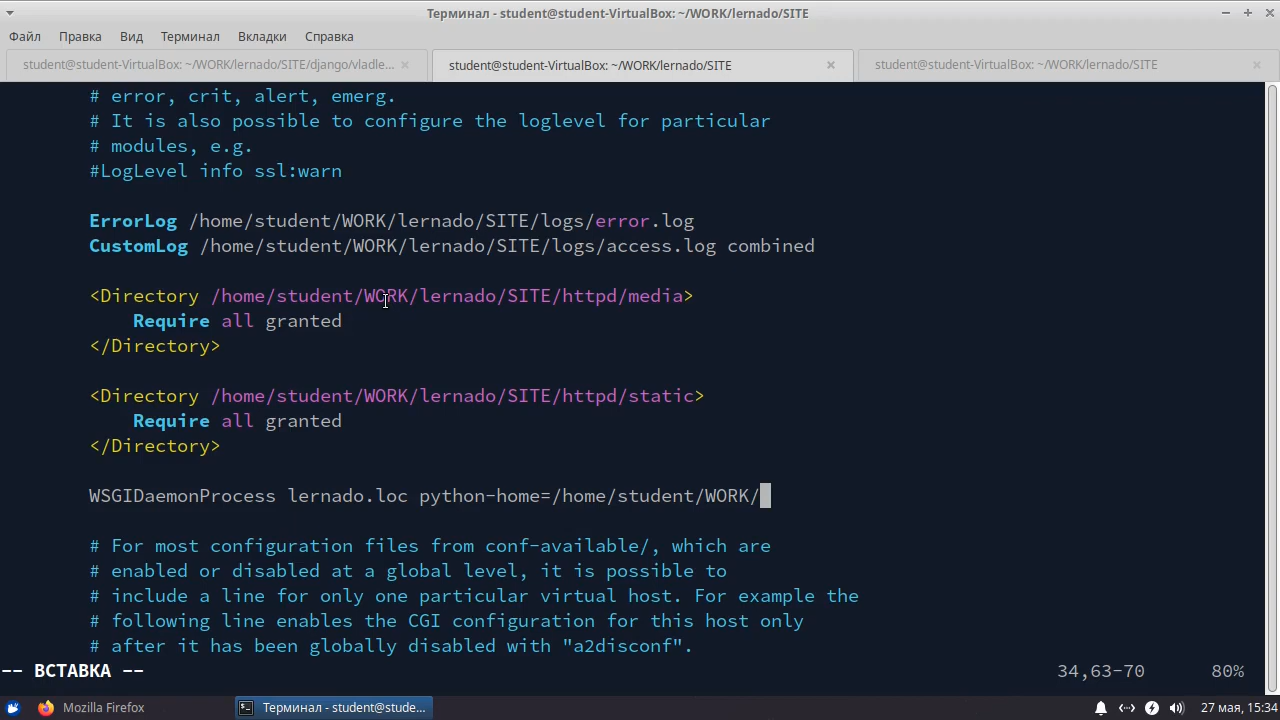 Терминал - student@student-VirtualBox: ~/WORK/lernado/SITE
Файл Правка Вид Терминал Вкладки Справка
student@student-VirtualBox: ~/WORK/lernado/SITE/django/vladle... student@student-VirtualBox: ~/WORK/lernado/SITE student@student-VirtualBox: ~/WORK/lernado/SITE
# error, crit, alert, emerg.
# It is also possible to configure the loglevel for particular
# modules, e.g.
#LogLevel info ssl:warn
ErrorLog /home/student/WORK/lernado/SITE/logs/error.log
CustomLog /home/student/WORK/lernado/SITE/logs/access.log combined
<Directory /home/student/WORK/lernado/SITE/httpd/media>
Require all granted
</Directory>
<Directory /home/student/WORK/lernado/SITE/httpd/static>
Require all granted
</Directory>
WSGIDaemonProcess lernado.loc python-home=/home/student/WORK/
# For most configuration files from conf-available/, which are
# enabled or disabled at a global level, it is possible to
# include a line for only one particular virtual host. For example the
# following line enables the CGI configuration for this host only
# after it has been globally disabled with "a2disconf".
-- ВСТАВКА -- 34,63-70 80%
Mozilla Firefox Терминал - student@stude... 27 мая, 15:34